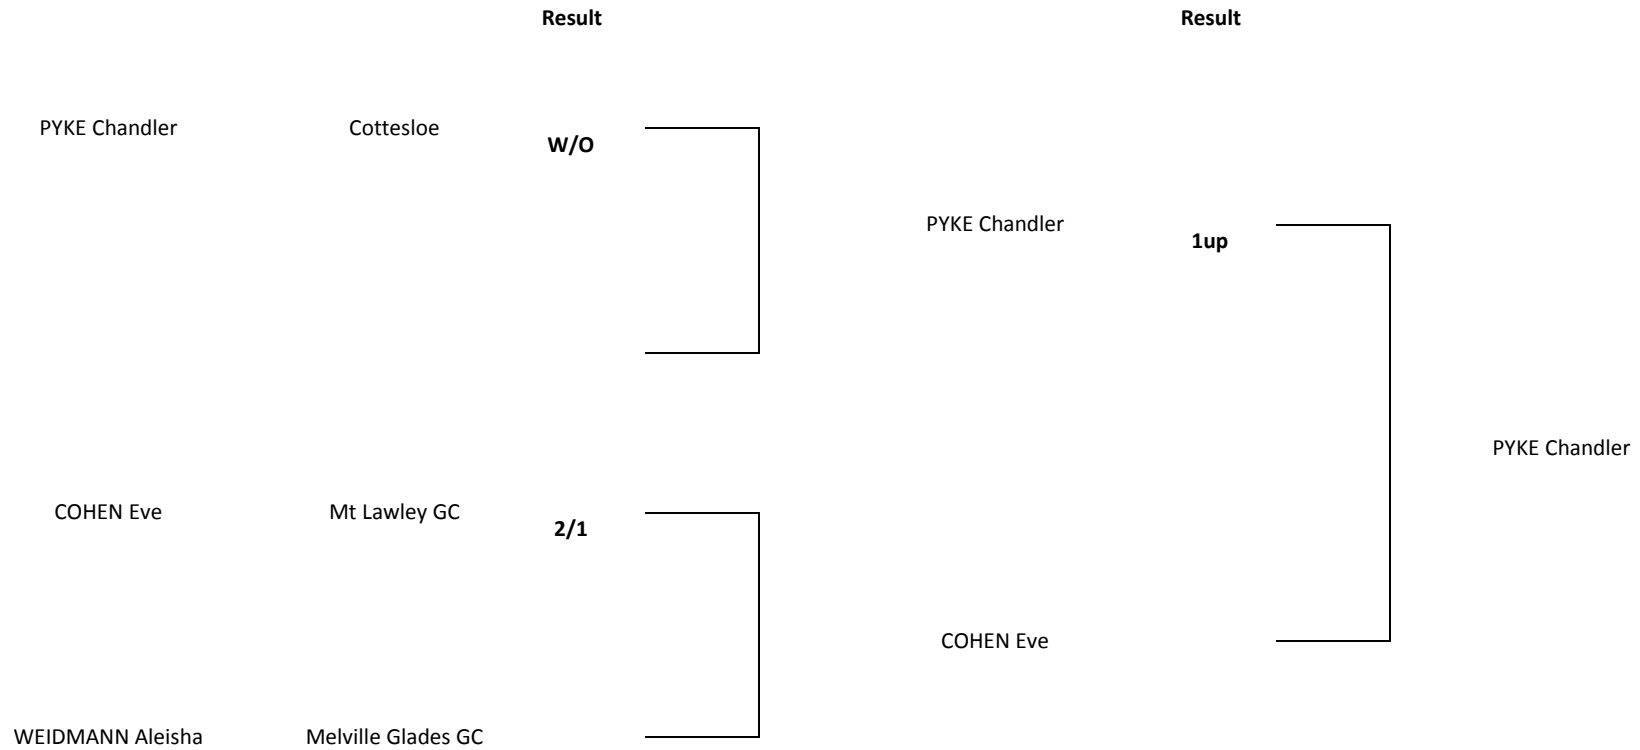 Result Result
PYKE Chandler Cottesloe W/O
PYKE Chandler 1up
PYKE Chandler
COHEN Eve Mt Lawley GC 2/1
COHEN Eve
WEIDMANN Aleisha Melville Glades GC